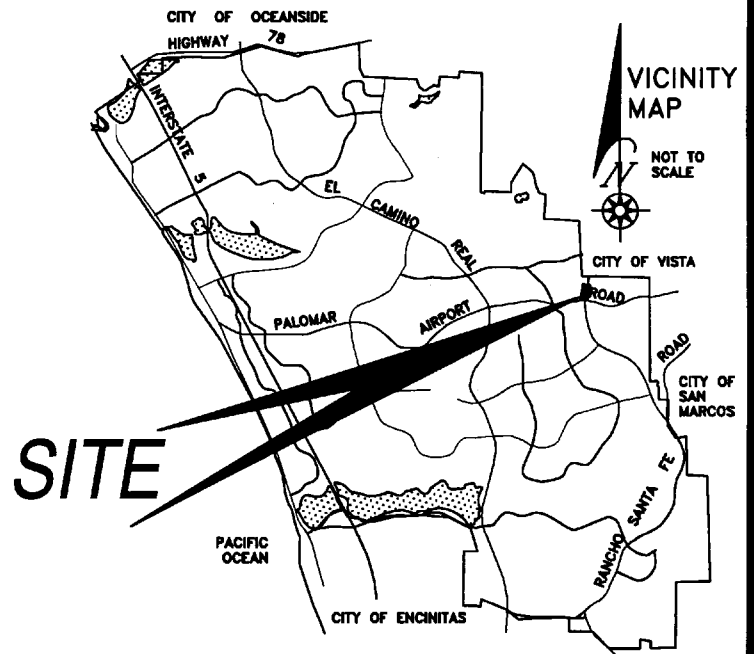 CITY OF OCEANSIDE
HIGHWAY 78
VICINITY
MAP
N
NOT TO
SCALE
INTERSTATE 5
EL CAMINO REAL
CITY OF VISTA
PALOMAR AIRPORT ROAD
ROAD
CITY OF
SAN
MARCOS
SITE
RANCHO SANTA FE
PACIFIC
OCEAN
CITY OF ENCINITAS